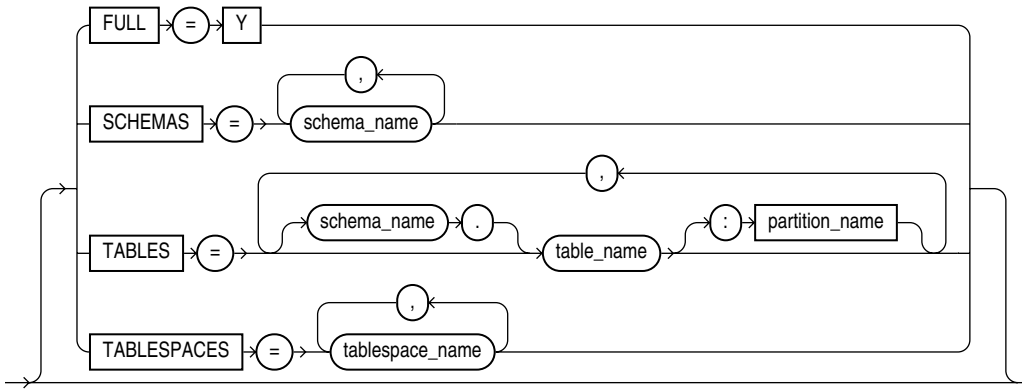 FULL = Y
,
SCHEMAS = schema_name
,
schema_name . : partition_name
TABLES = table_name
,
TABLESPACES = tablespace_name